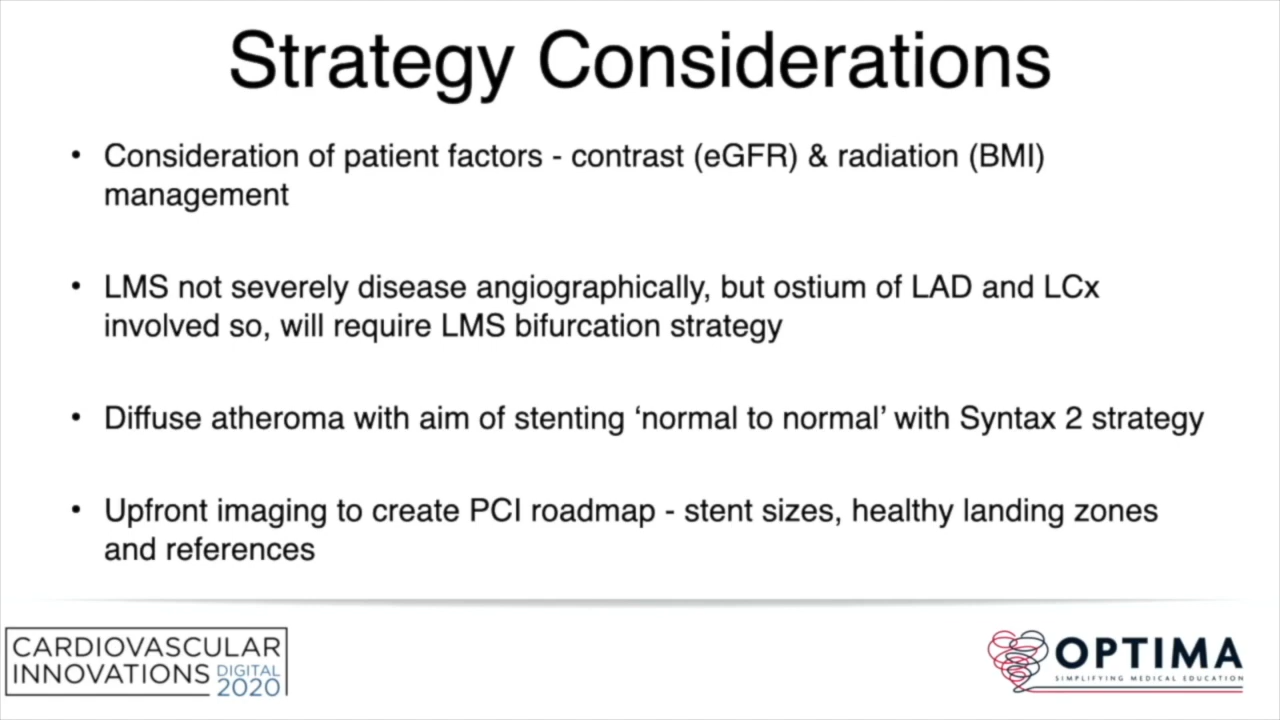 Strategy Considerations
• Consideration of patient factors - contrast (eGFR) & radiation (BMI)
management
• LMS not severely disease angiographically, but ostium of LAD and LCx
involved so, will require LMS bifurcation strategy
• Diffuse atheroma with aim of stenting ‘normal to normal’ with Syntax 2 strategy
• Upfront imaging to create PCI roadmap - stent sizes, healthy landing zones
and references
CARDIOVASCULAR
INNOVATIONS DIGITAL
2020
OPTIMA
SIMPLIFYING MEDICAL EDUCATION